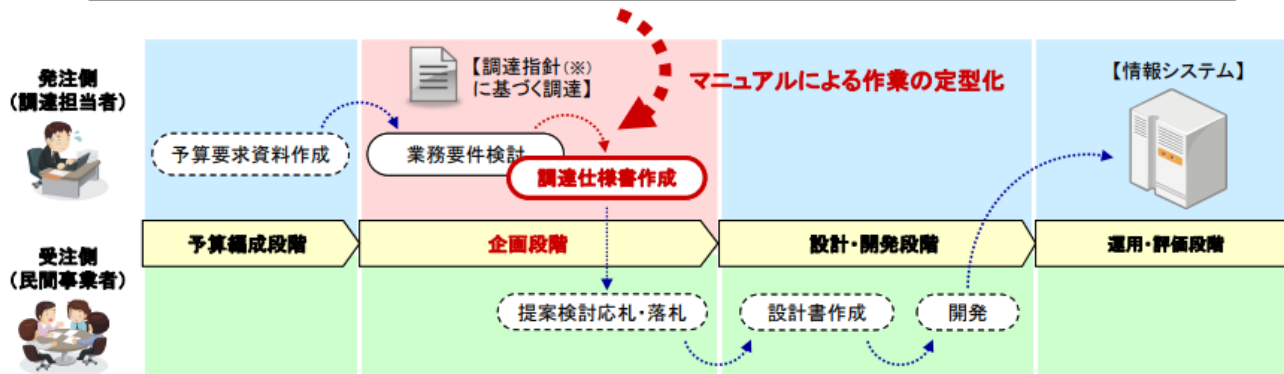 発注側
(調達担当者)
【調達指針(※)
に基づく調達】
マニュアルによる作業の定型化
【情報システム】
予算要求資料作成
業務要件検討
調達仕様書作成
予算編成段階
企画段階
設計・開発段階
運用・評価段階
受注側
(民間事業者)
提案検討応札・落札
設計書作成
開発